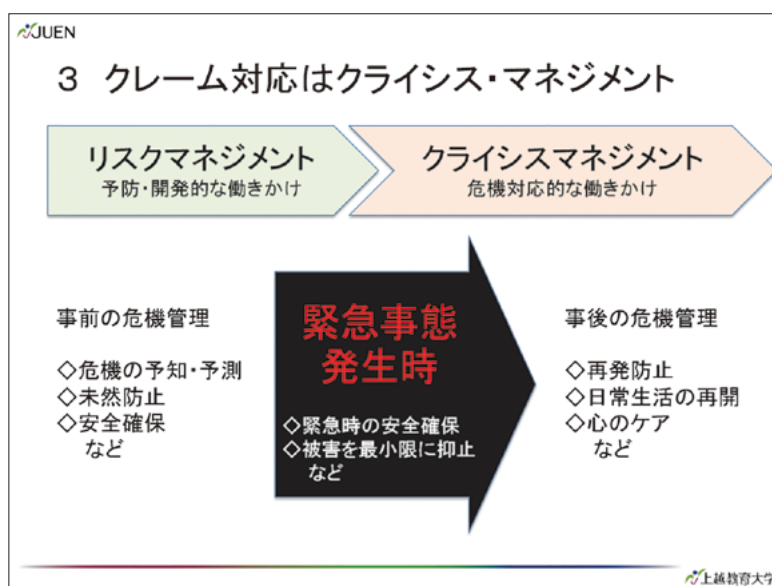 JUEN
3 クレーム対応はクライシス・マネジメント
リスクマネジメント
予防・開発的な働きかけ
クライシスマネジメント
危機対応的な働きかけ
事前の危機管理
◇危機の予知・予測
◇未然防止
◇安全確保
など
緊急事態
発生時
◇緊急時の安全確保
◇被害を最小限に抑止
など
事後の危機管理
◇再発防止
◇日常生活の再開
◇心のケア
など
上越教育大学